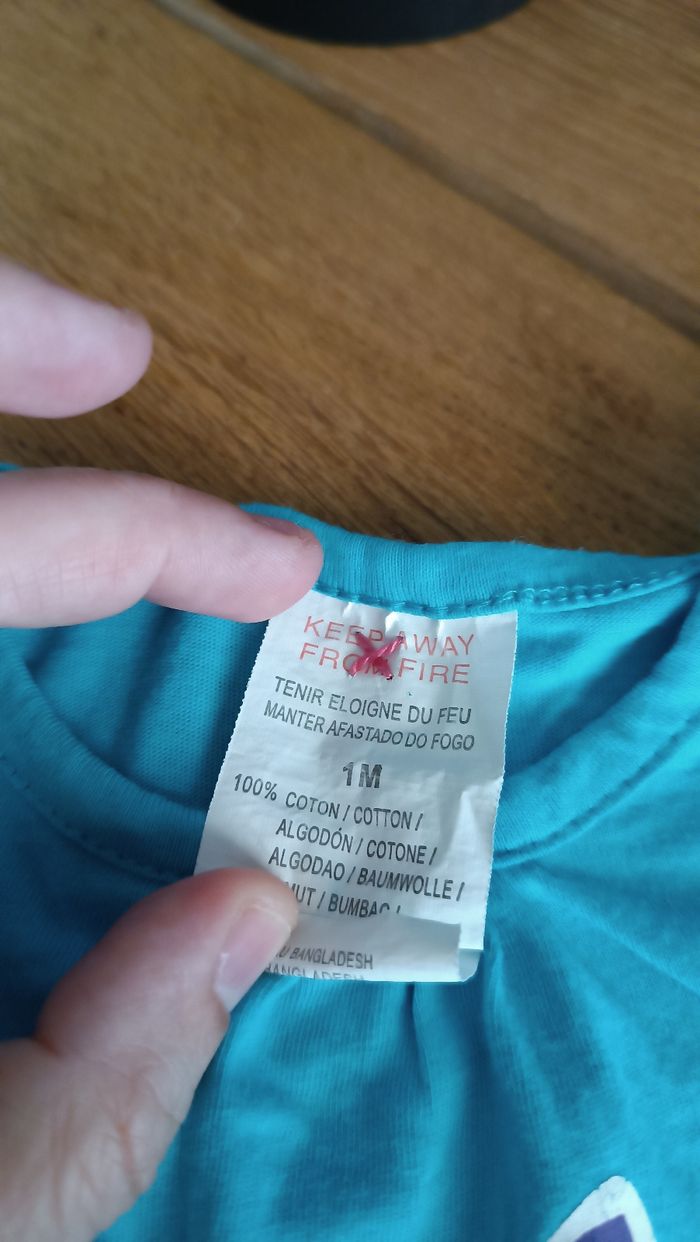 KEEP AWAY
FROM FIRE
TENIR ELOIGNE DU FEU
MANTER AFASTADO DO FOGO
1M
100% COTON / COTTON /
ALGODÓN / COTONE /
ALGODAO / BAUMWOLLE /
/ BUMBAC /
BANGLADESH
BANGLADESH